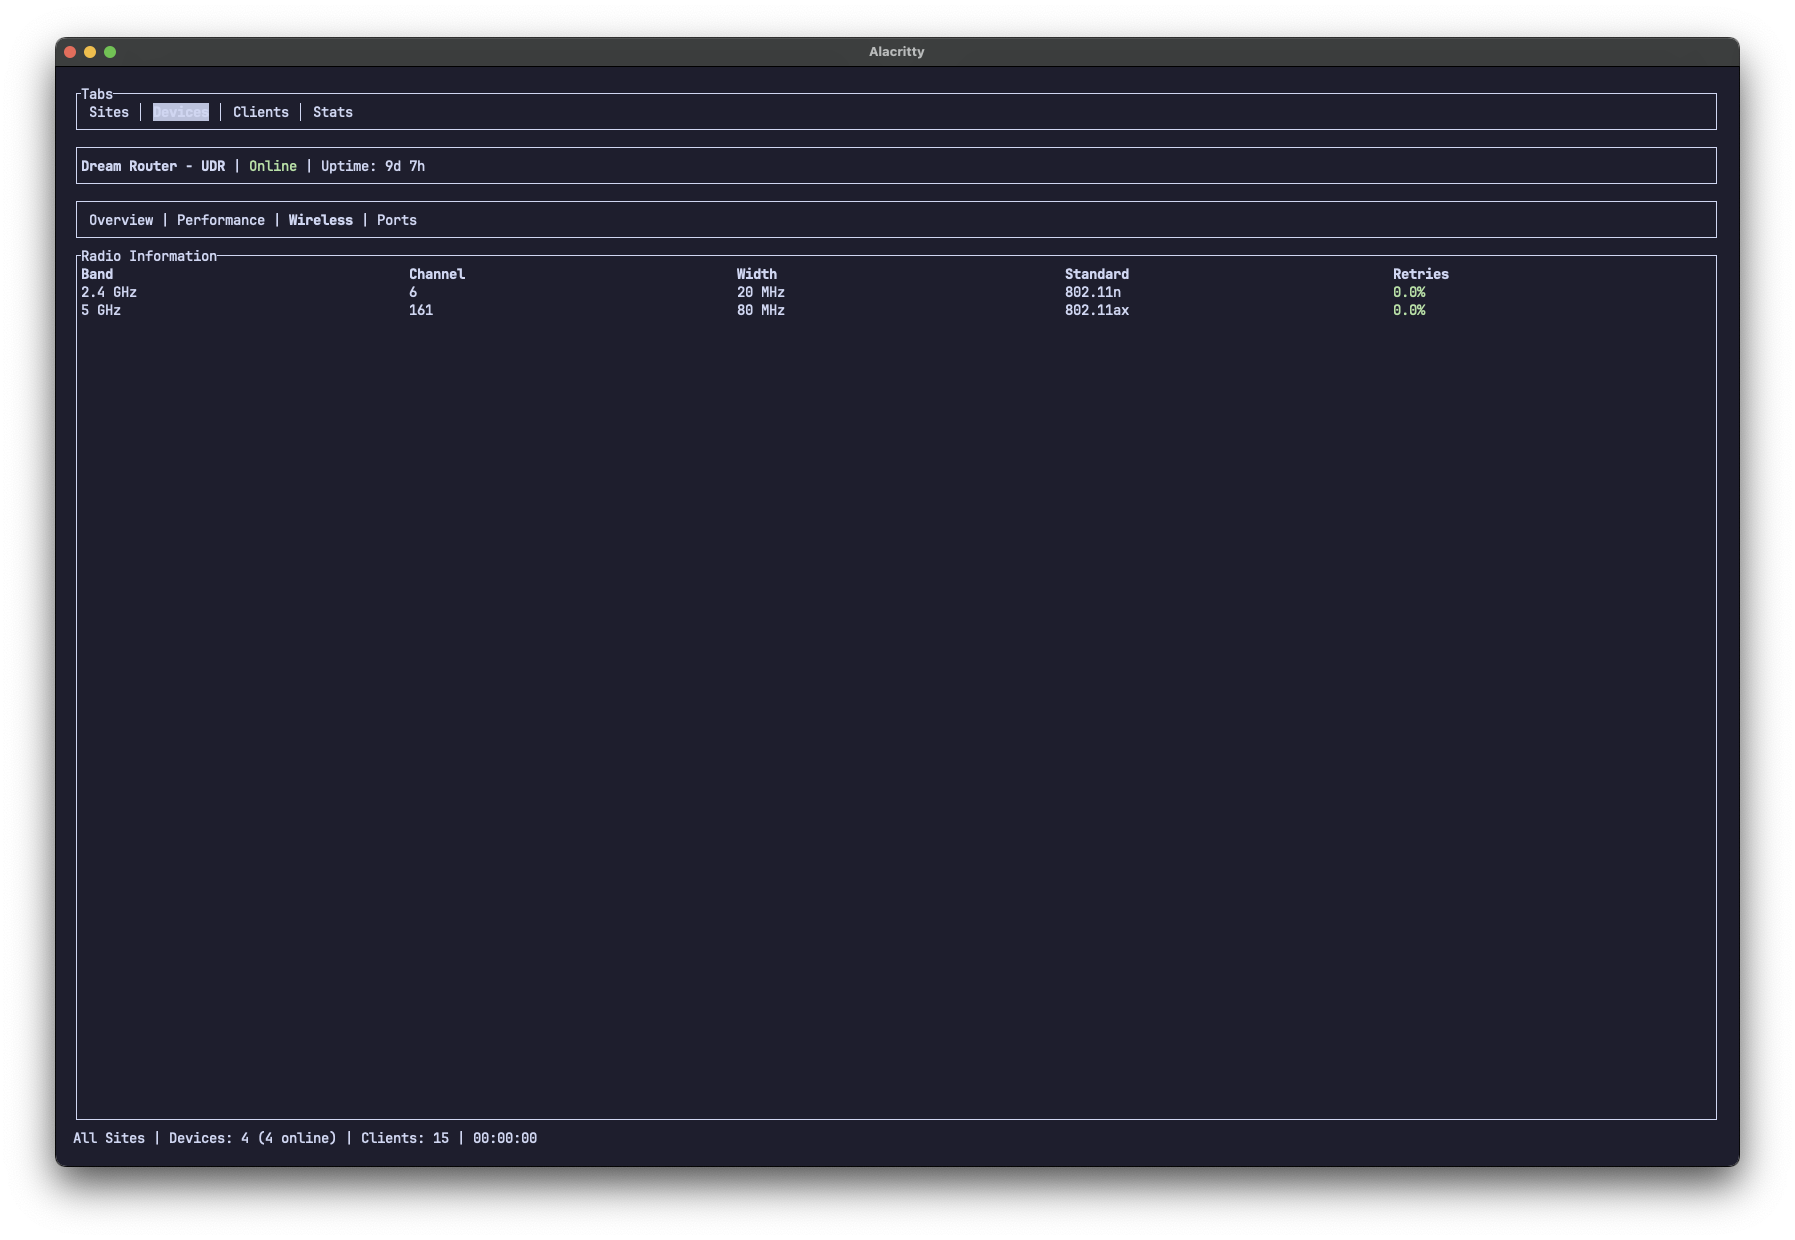 Alacritty
Tabs
Sites | Devices | Clients | Stats
Dream Router - UDR | Online | Uptime: 9d 7h
Overview | Performance | Wireless | Ports
Radio Information
Band Channel Width Standard Retries
2.4 GHz 6 20 MHz 802.11n 0.0%
5 GHz 161 80 MHz 802.11ax 0.0%
All Sites | Devices: 4 (4 online) | Clients: 15 | 00:00:00